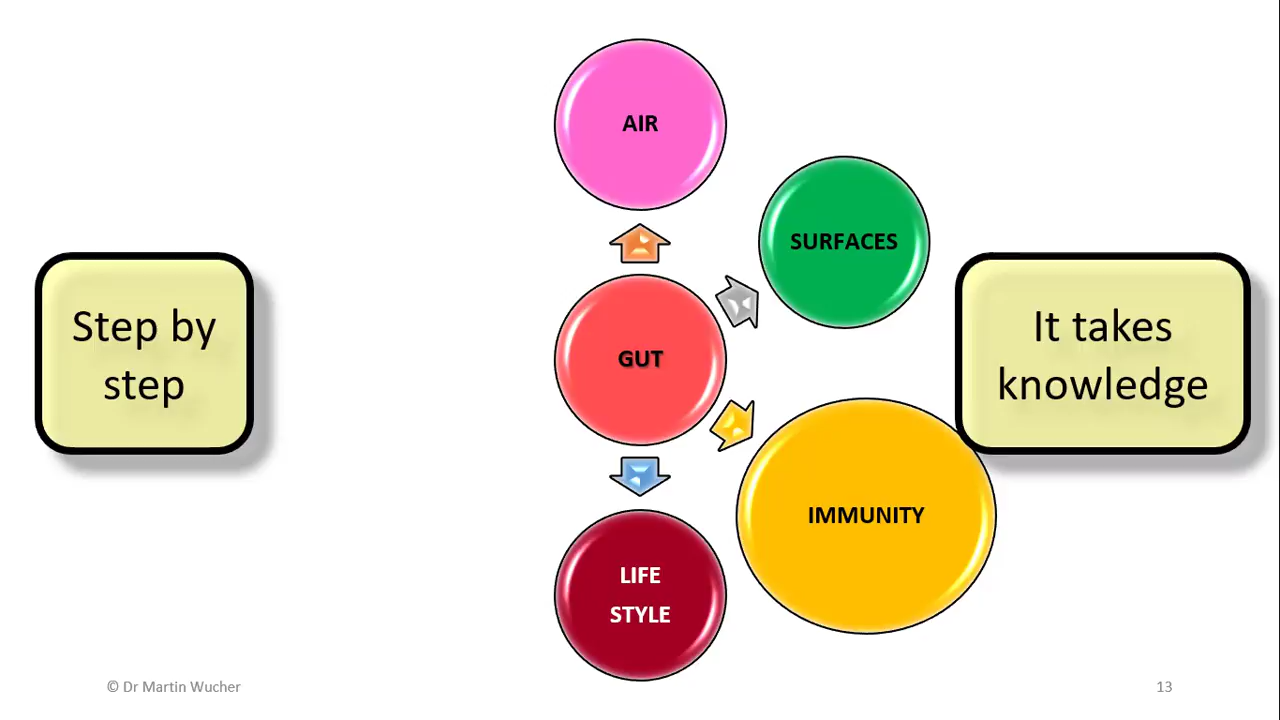 AIR
SURFACES
Step by
step
It takes
knowledge
GUT
IMMUNITY
LIFE
STYLE
© Dr Martin Wucher
13